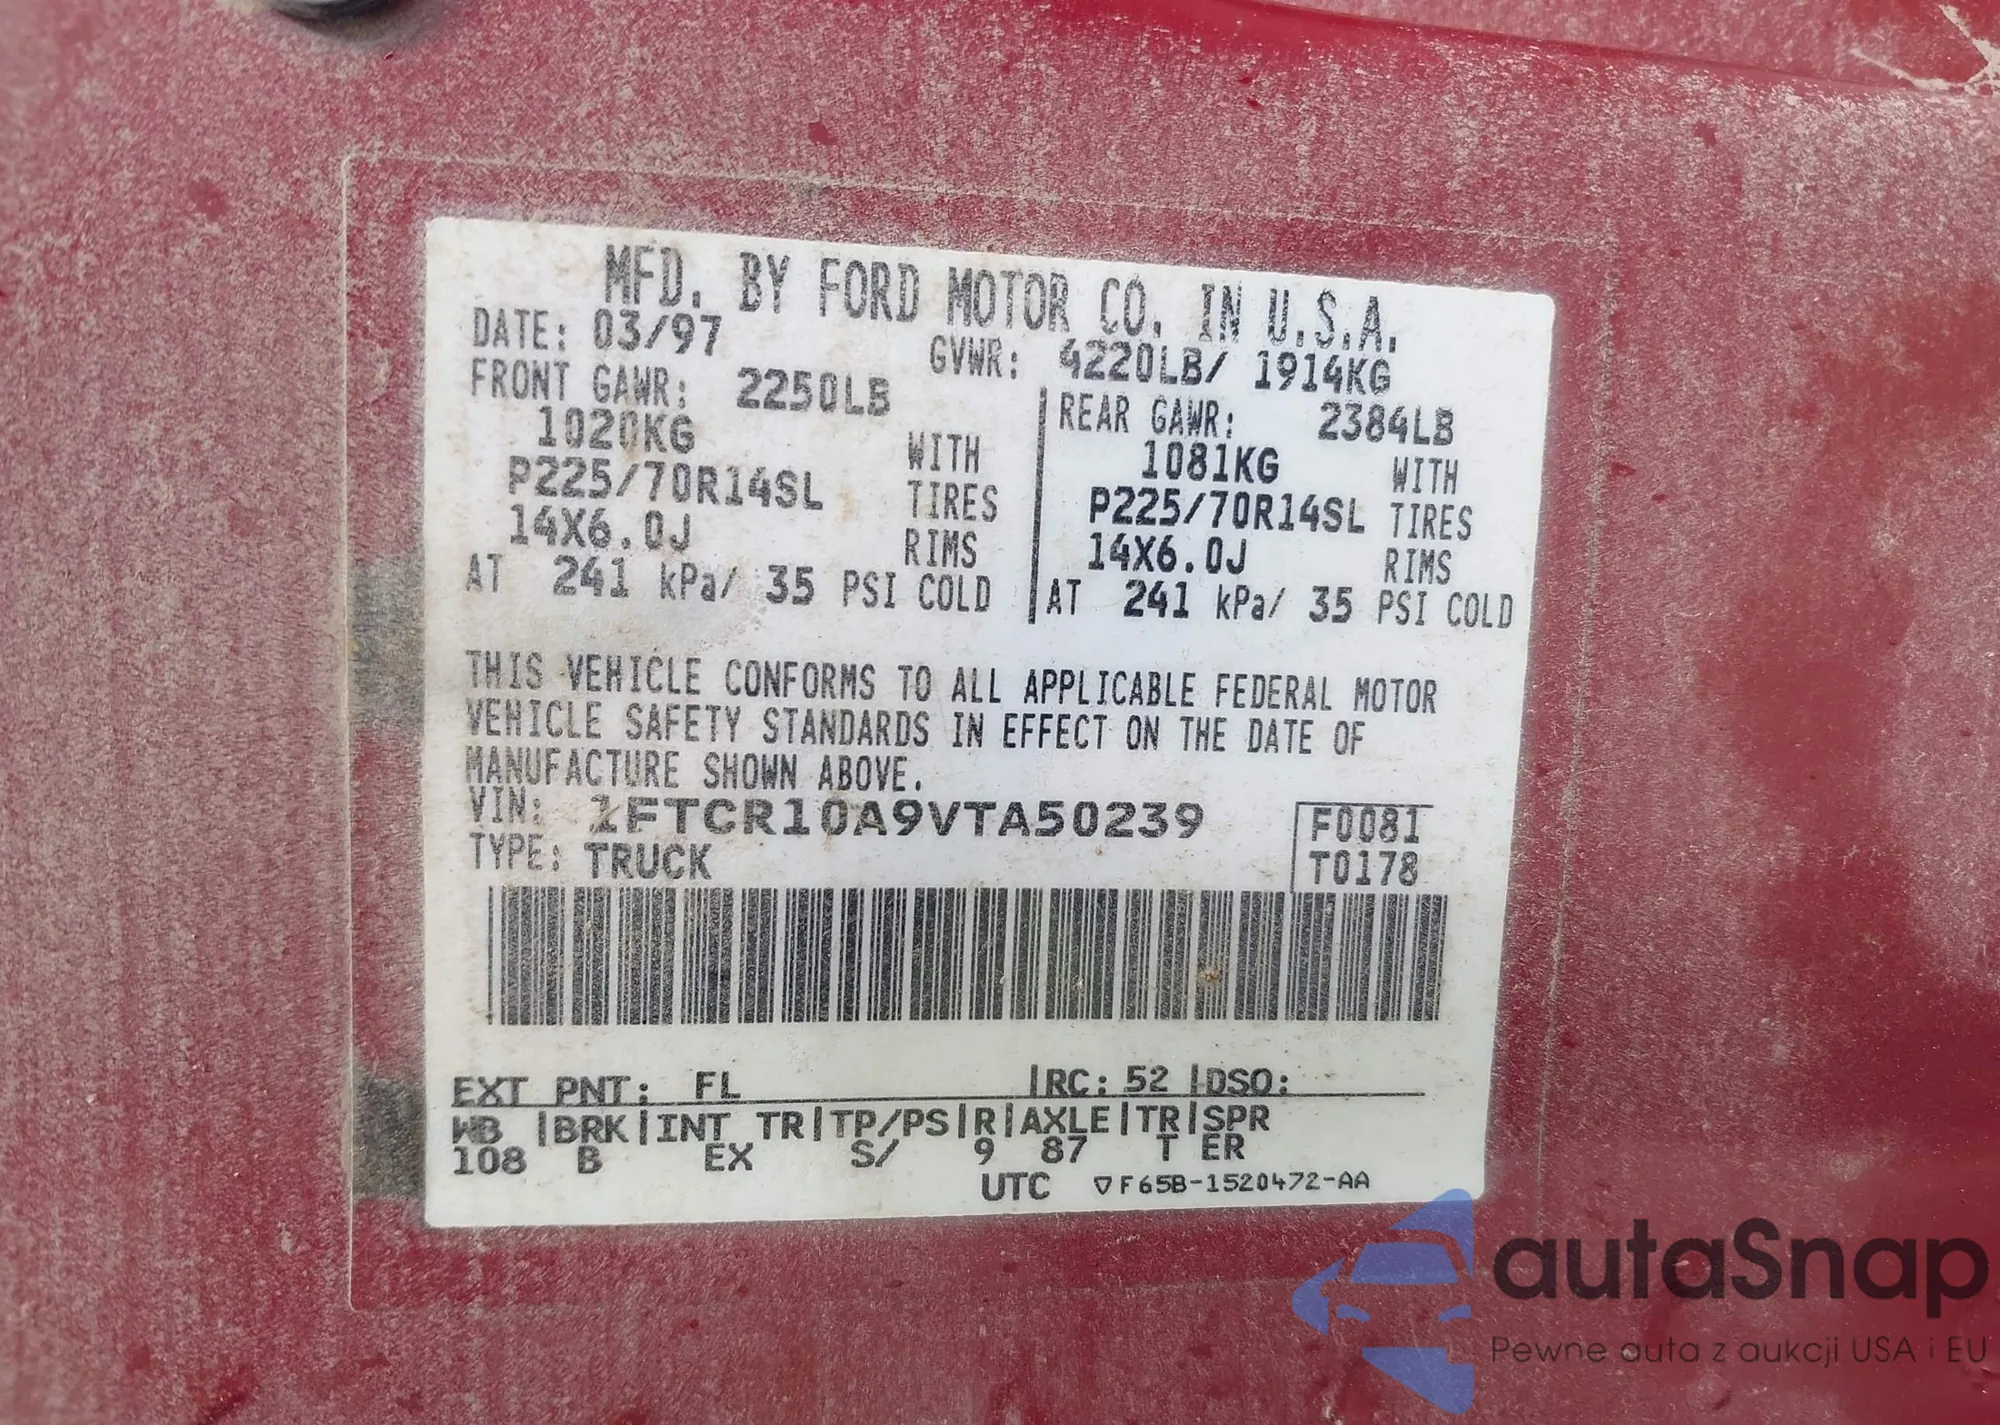 MFD. BY FORD MOTOR CO. IN U.S.A.
DATE: 03/97 GVWR: 4220LB/ 1914KG
FRONT GAWR: 2250LB REAR GAWR: 2384LB
1020KG WITH 1081KG WITH
P225/70R14SL TIRES P225/70R14SL TIRES
14X6.0J RIMS 14X6.0J RIMS
AT 241 kPa/ 35 PSI COLD AT 241 kPa/ 35 PSI COLD
THIS VEHICLE CONFORMS TO ALL APPLICABLE FEDERAL MOTOR
VEHICLE SAFETY STANDARDS IN EFFECT ON THE DATE OF
MANUFACTURE SHOWN ABOVE.
VIN: 1FTCR10A9VTA50239 F0081
TYPE: TRUCK T0178
EXT PNT: FL |RC: 52 |DSO:
WB |BRK|INT TR|TP/PS|R|AXLE|TR|SPR
108 B EX S/ 9 87 T ER
UTC ▽F65B-1520472-AA
autaSnap
Pewne auta z aukcji USA i EU